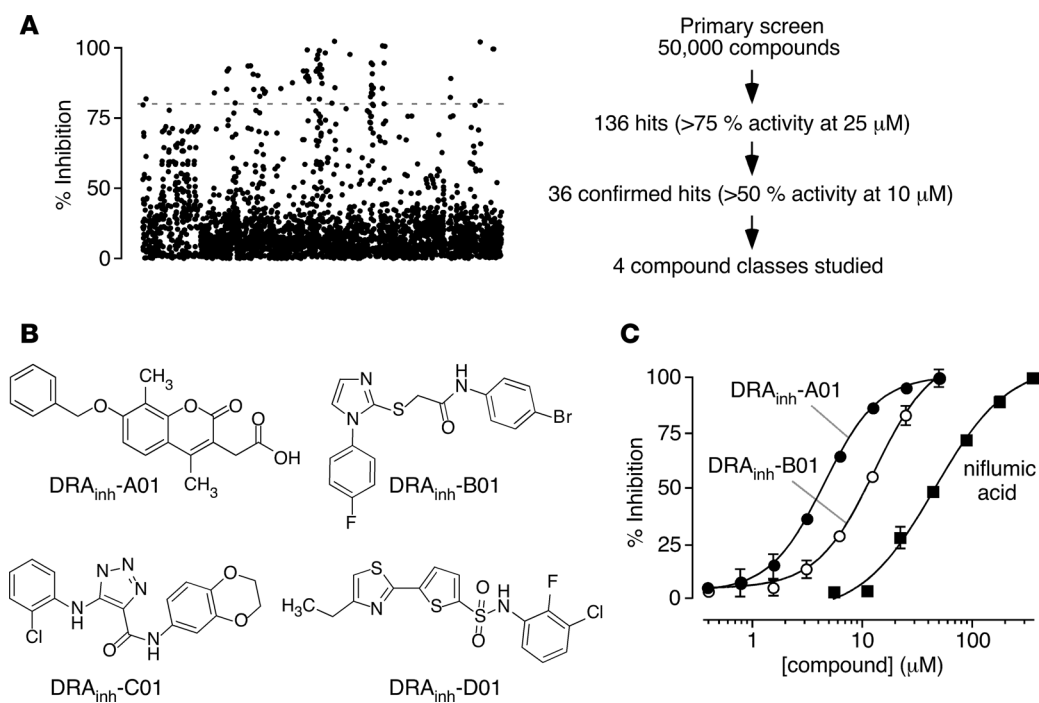 A
100
75
50
0
% Inhibition
Primary screen
50,000 compounds
136 hits (>75 % activity at 25 μM)
36 confirmed hits (>50 % activity at 10 μM)
4 compound classes studied
B
CH3
O
O
O
O
OH
CH3
DRAinh-A01
N
N
S
O
H
N
Br
F
DRAinh-B01
N
N
N
N
H
Cl
O
N
H
O
O
DRAinh-C01
S
N
H3C
S
S
O
O
NH
F
Cl
DRAinh-D01
C
100
75
50
25
0
% Inhibition
DRAinh-A01
DRAinh-B01
niflumic
acid
1
10
100
[compound] (μM)